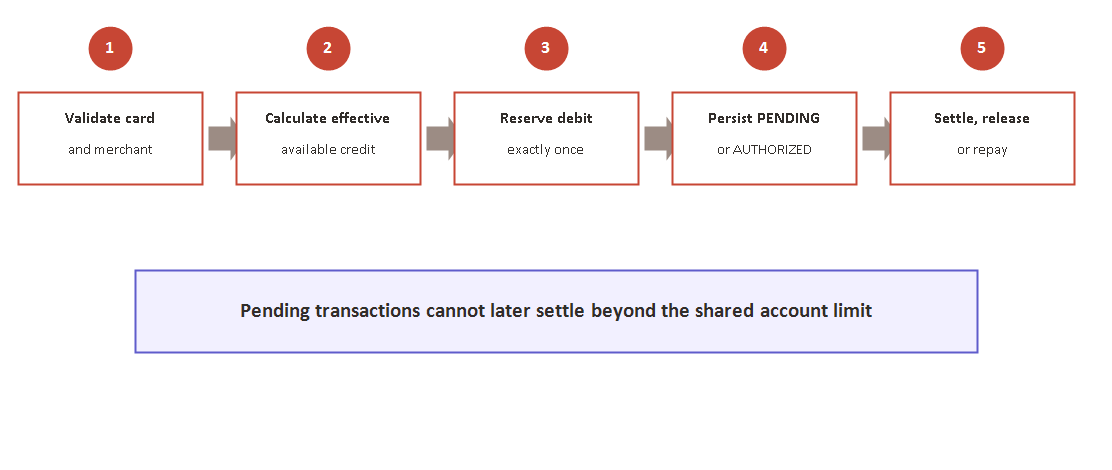 1
2
3
4
5
Validate card
and merchant
Calculate effective
available credit
Reserve debit
exactly once
Persist PENDING
or AUTHORIZED
Settle, release
or repay
Pending transactions cannot later settle beyond the shared account limit